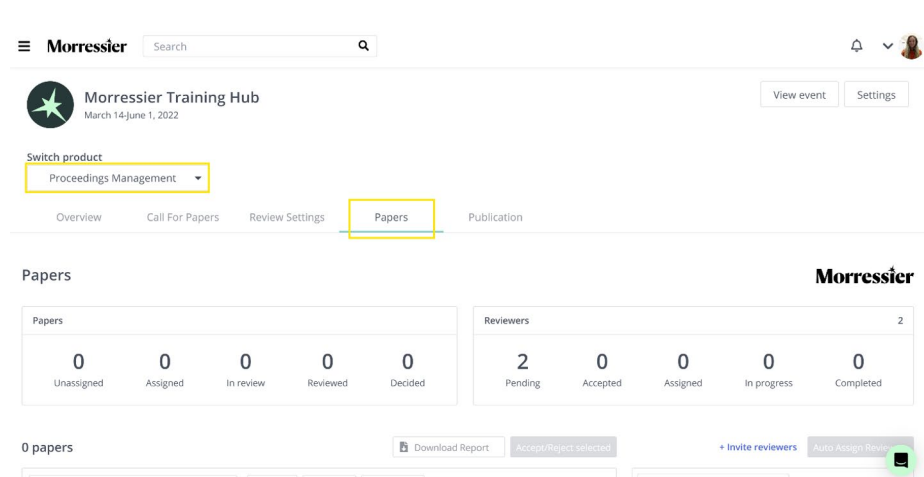 Morressier Search
Morressier Training Hub
March 14-June 1, 2022
View event Settings
Switch product
Proceedings Management
Overview Call For Papers Review Settings Papers Publication
Papers
Morressier
Papers
0 0 0 0 0
Unassigned Assigned In review Reviewed Decided
Reviewers 2
2 0 0 0 0
Pending Accepted Assigned In progress Completed
0 papers Download Report Accept/Reject selected + Invite reviewers Auto Assign